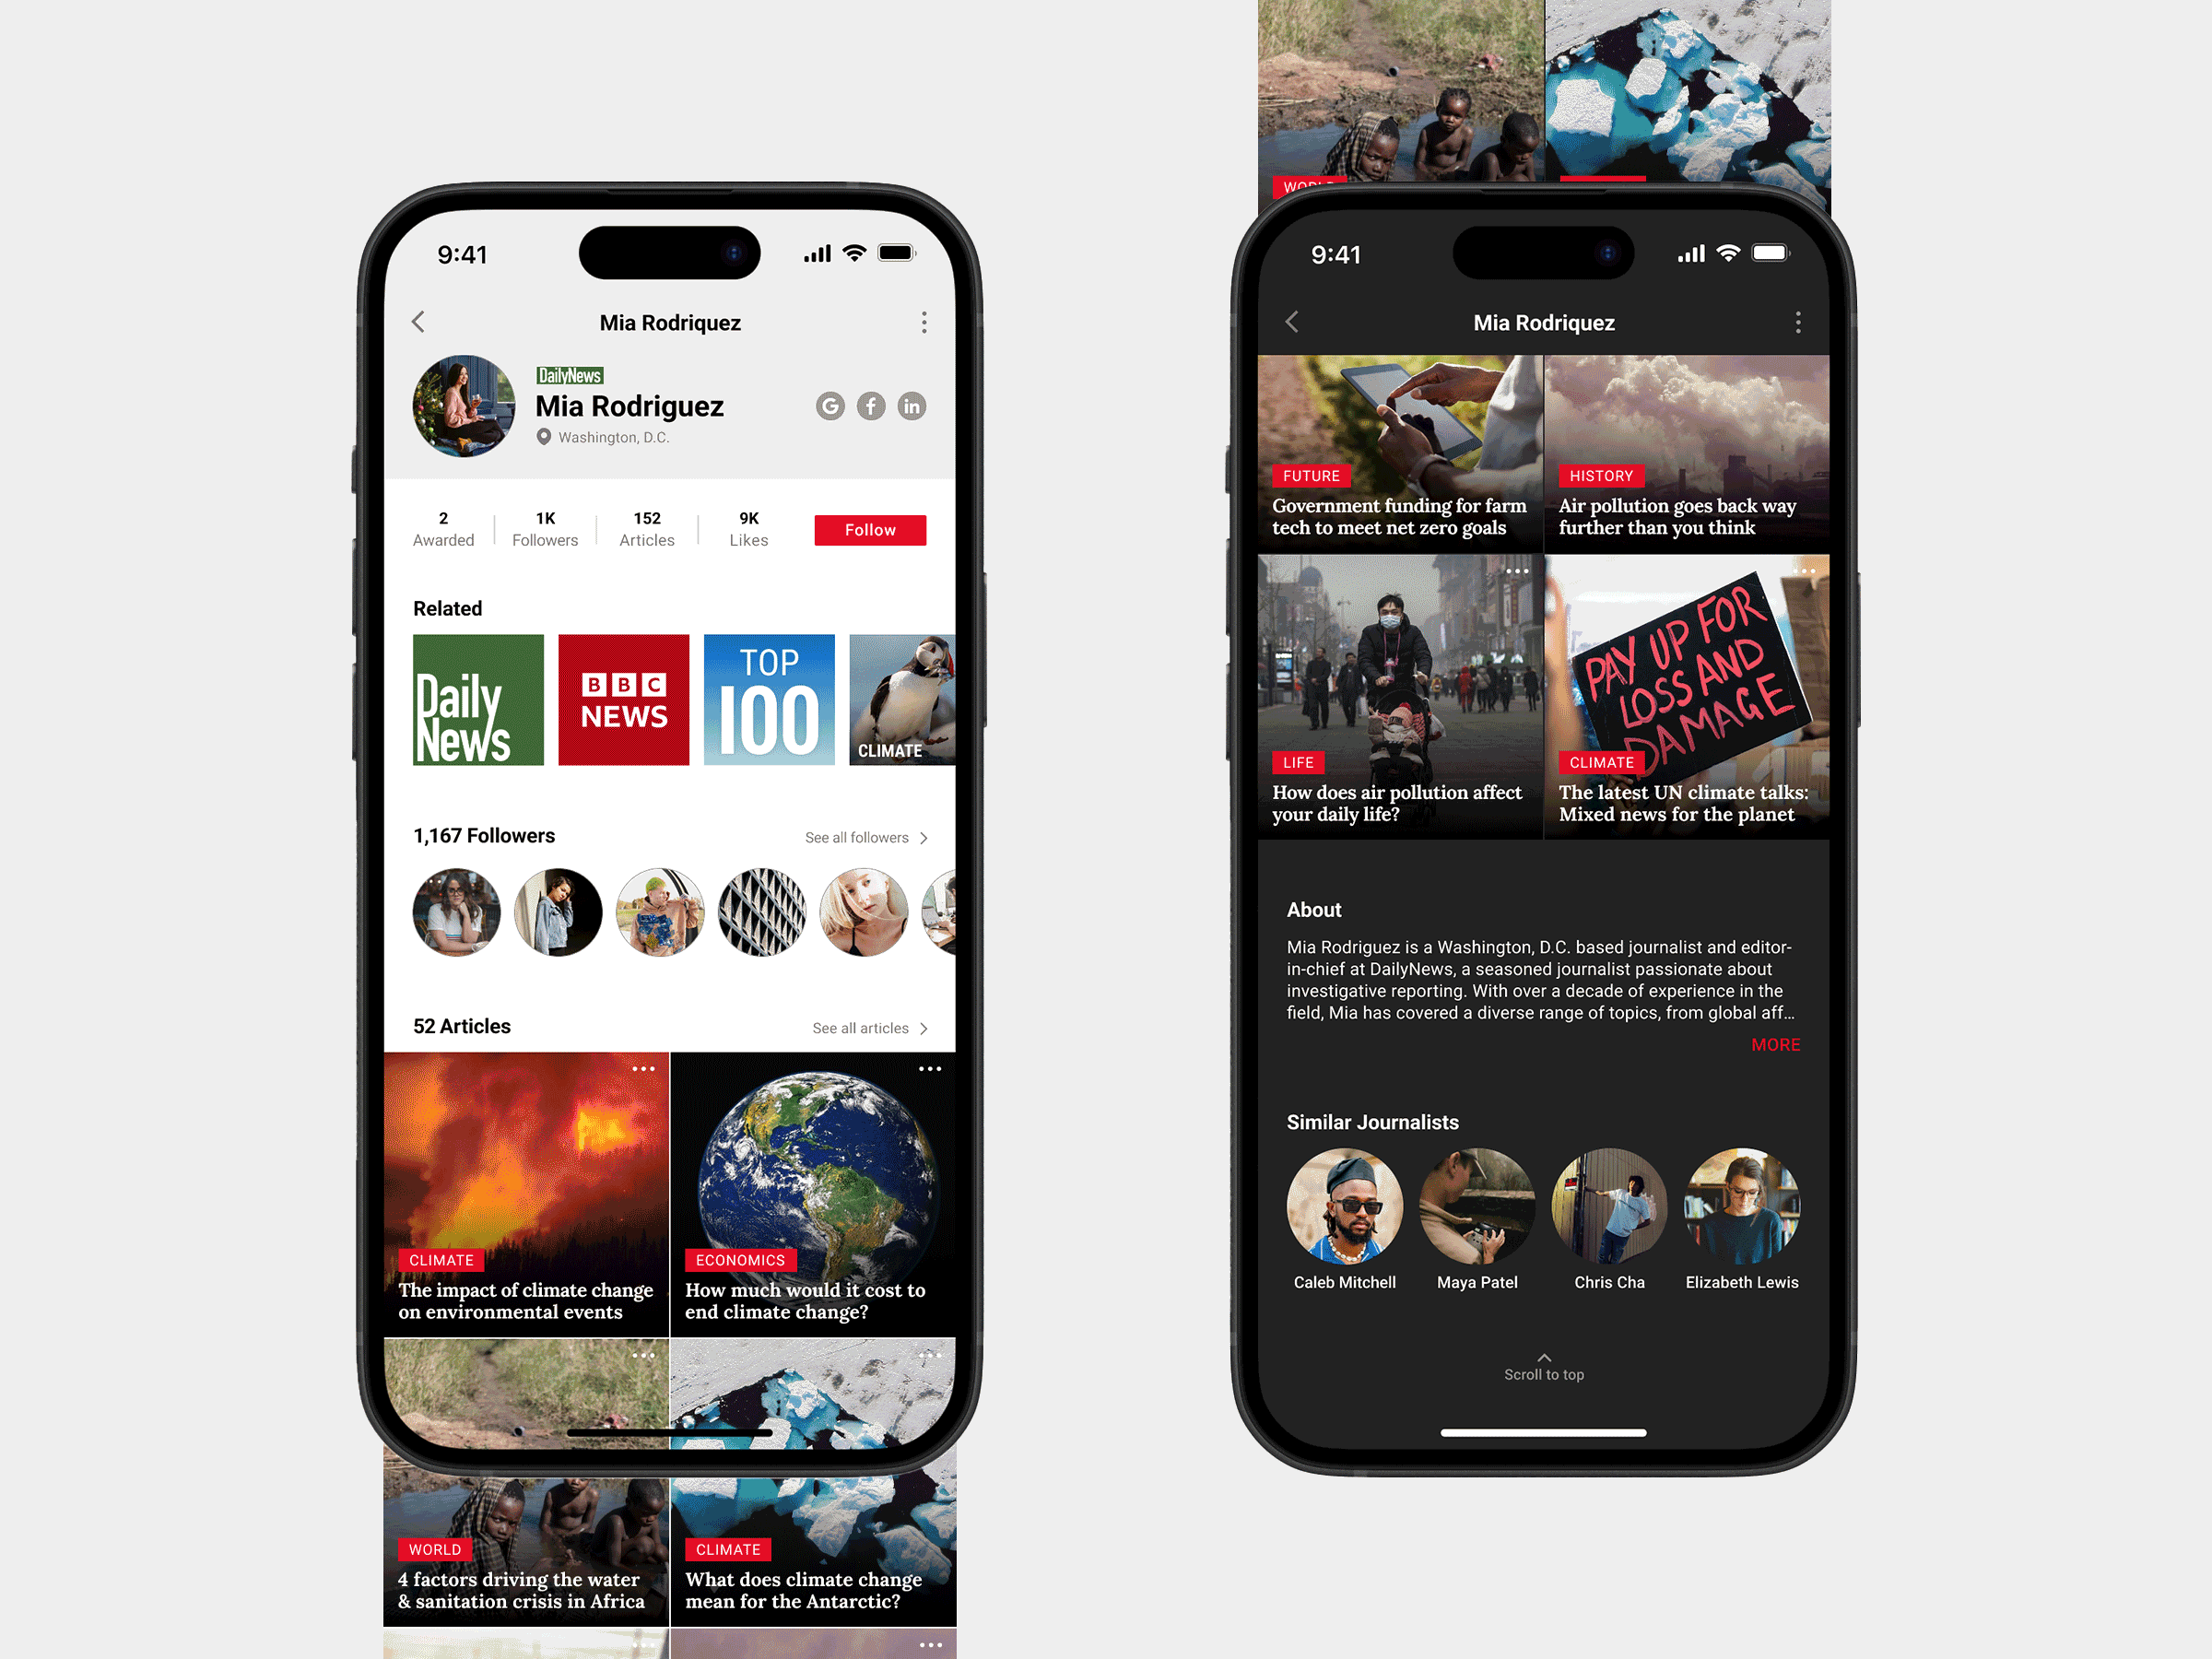 9:41
Mia Rodriquez
DailyNews
Mia Rodriguez
Washington, D.C.
G f in
2 1K 152 9K
Awarded Followers Articles Likes
Follow
Related
Daily
News
BBC
NEWS
TOP
100
CLIMATE
1,167 Followers
See all followers
52 Articles
See all articles
CLIMATE
The impact of climate change
on environmental events
ECONOMICS
How much would it cost to
end climate change?
WORLD
4 factors driving the water
& sanitation crisis in Africa
CLIMATE
What does climate change
mean for the Antarctic?
WORLD
9:41
Mia Rodriquez
FUTURE
Government funding for farm
tech to meet net zero goals
HISTORY
Air pollution goes back way
further than you think
LIFE
How does air pollution affect
your daily life?
PAY UP FOR
LOSS AND
DAMAGE
CLIMATE
The latest UN climate talks:
Mixed news for the planet
About
Mia Rodriguez is a Washington, D.C. based journalist and editor-
in-chief at DailyNews, a seasoned journalist passionate about
investigative reporting. With over a decade of experience in the
field, Mia has covered a diverse range of topics, from global aff...
MORE
Similar Journalists
Caleb Mitchell
Maya Patel
Chris Cha
Elizabeth Lewis
Scroll to top